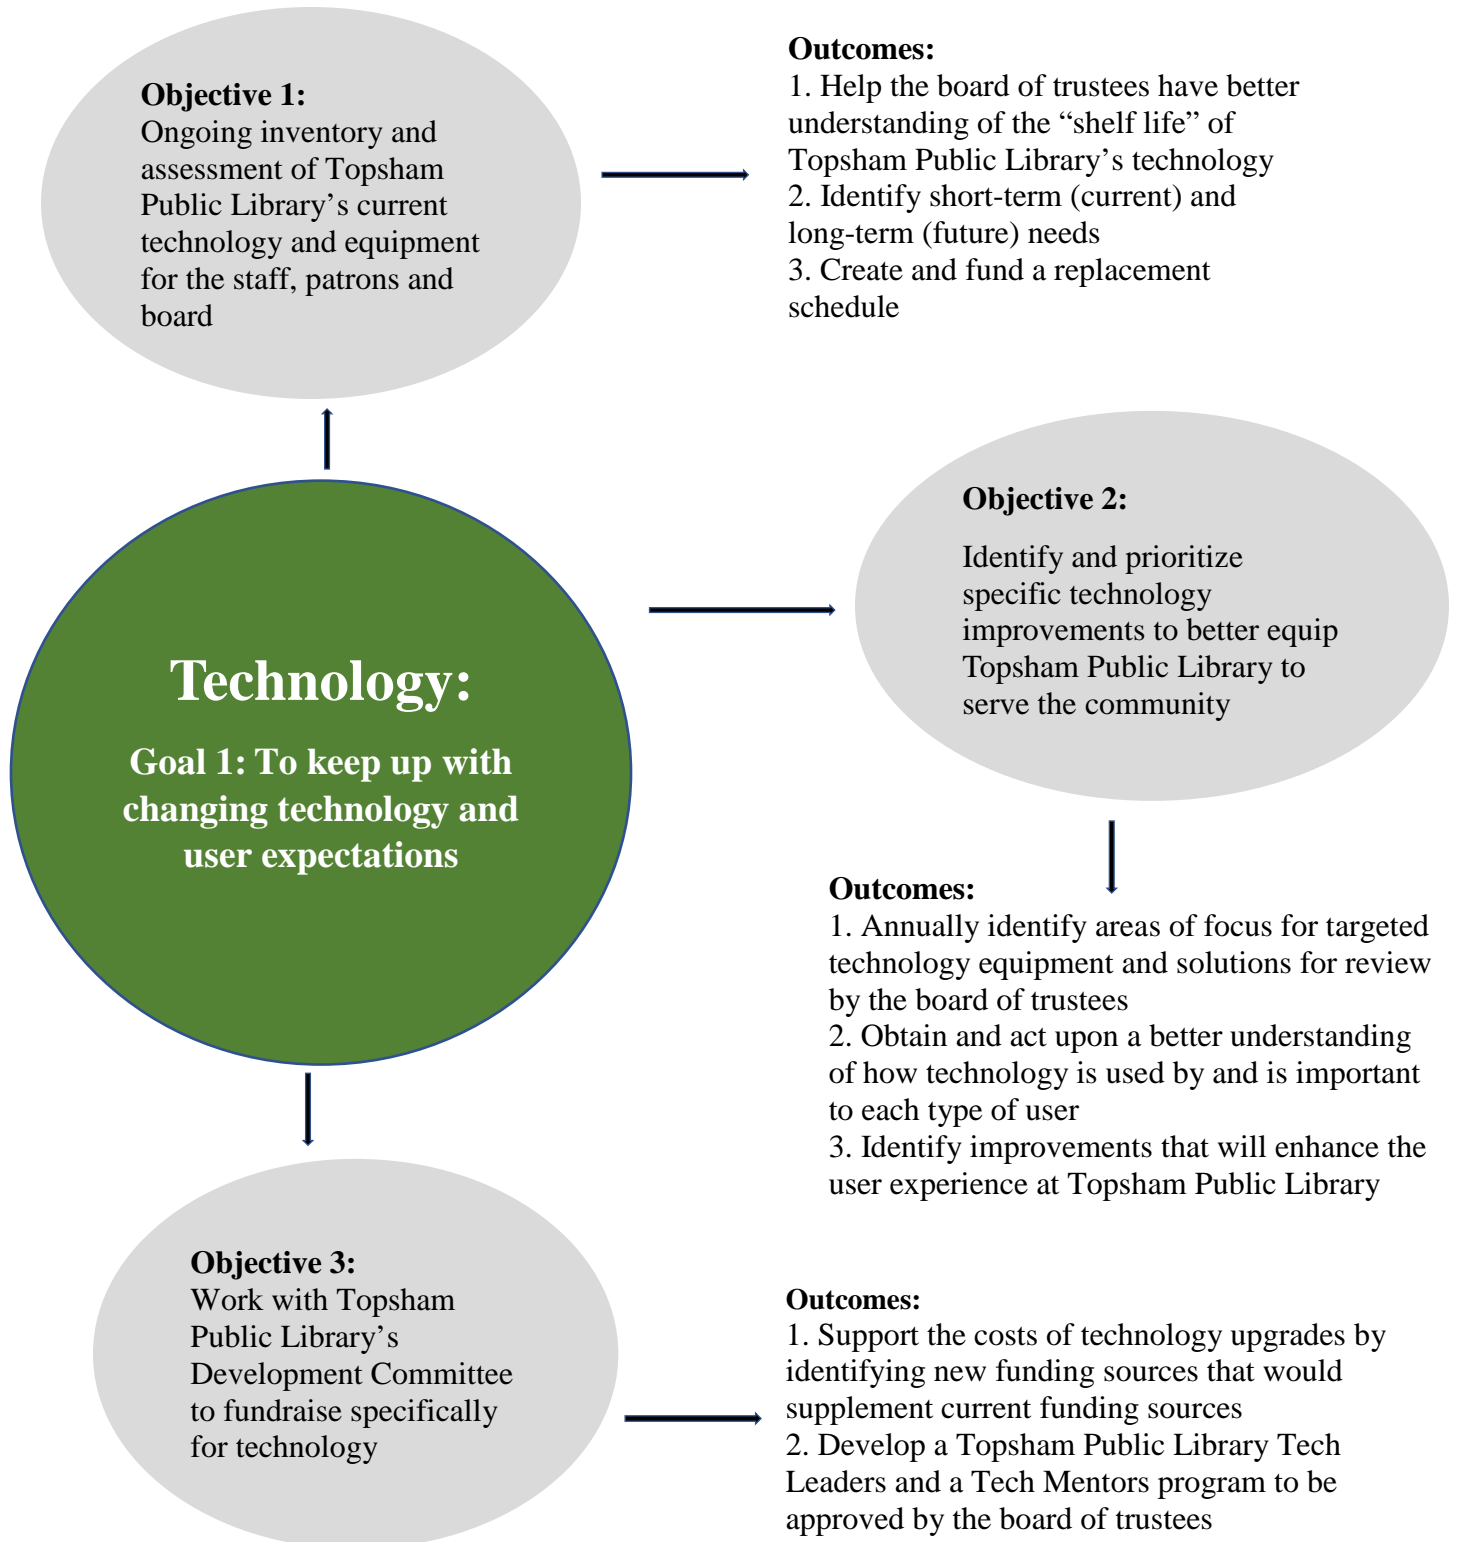 Objective 1:
Ongoing inventory and
assessment of Topsham
Public Library’s current
technology and equipment
for the staff, patrons and
board
Outcomes:
1. Help the board of trustees have better
understanding of the “shelf life” of
Topsham Public Library’s technology
2. Identify short-term (current) and
long-term (future) needs
3. Create and fund a replacement
schedule
Technology:
Goal 1: To keep up with
changing technology and
user expectations
Objective 2:
Identify and prioritize
specific technology
improvements to better equip
Topsham Public Library to
serve the community
Outcomes:
1. Annually identify areas of focus for targeted
technology equipment and solutions for review
by the board of trustees
2. Obtain and act upon a better understanding
of how technology is used by and is important
to each type of user
3. Identify improvements that will enhance the
user experience at Topsham Public Library
Objective 3:
Work with Topsham
Public Library’s
Development Committee
to fundraise specifically
for technology
Outcomes:
1. Support the costs of technology upgrades by
identifying new funding sources that would
supplement current funding sources
2. Develop a Topsham Public Library Tech
Leaders and a Tech Mentors program to be
approved by the board of trustees